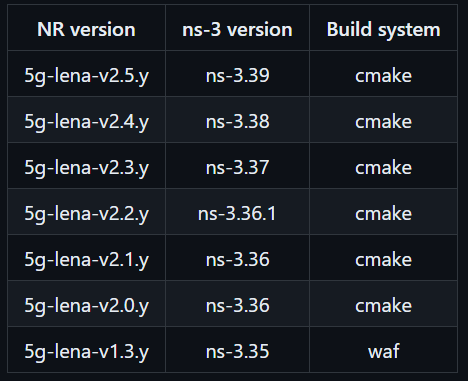 NR version ns-3 version Build system
5g-lena-v2.5.y ns-3.39 cmake
5g-lena-v2.4.y ns-3.38 cmake
5g-lena-v2.3.y ns-3.37 cmake
5g-lena-v2.2.y ns-3.36.1 cmake
5g-lena-v2.1.y ns-3.36 cmake
5g-lena-v2.0.y ns-3.36 cmake
5g-lena-v1.3.y ns-3.35 waf